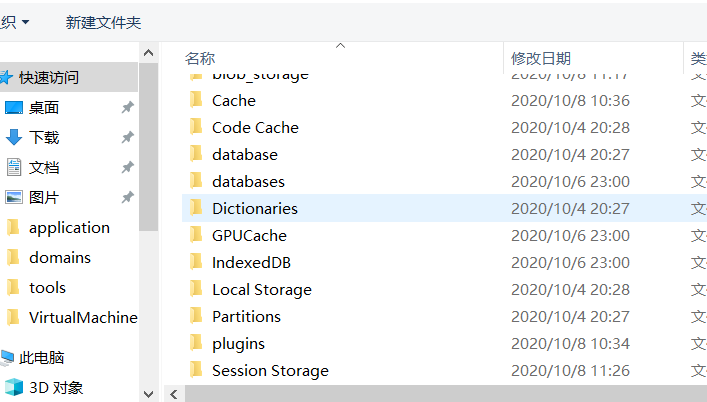 织 新建文件夹
名称 修改日期 类
快速访问
桌面
下载
文档
图片
application
domains
tools
VirtualMachine
此电脑
3D 对象
blob_storage 2020/10/8 11:17
Cache 2020/10/8 10:36 文
Code Cache 2020/10/4 20:28 文
database 2020/10/4 20:27 文
databases 2020/10/6 23:00 文
Dictionaries 2020/10/4 20:27 文
GPUCache 2020/10/6 23:00 文
IndexedDB 2020/10/6 23:00 文
Local Storage 2020/10/4 20:28 文
Partitions 2020/10/4 20:27 文
plugins 2020/10/8 10:34 文
Session Storage 2020/10/8 11:26 文